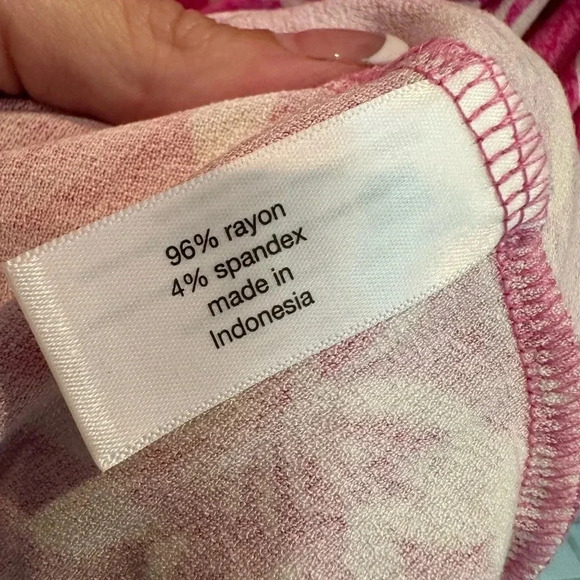 96% rayon
4% spandex
made in
Indonesia